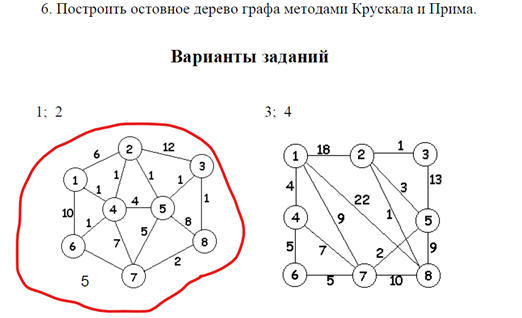 6. Построить остовное дерево графа методами Крускала и Прима.
Варианты заданий
1; 2
3; 4
2 12
6 3
1 1 1 1
1 1 4 4 5
10 1 8
6 7 5 8
5 7 2
1 18 2 1 3
4 22 3 13
4 9 1 5
5 7 2 9
6 5 7 10 8